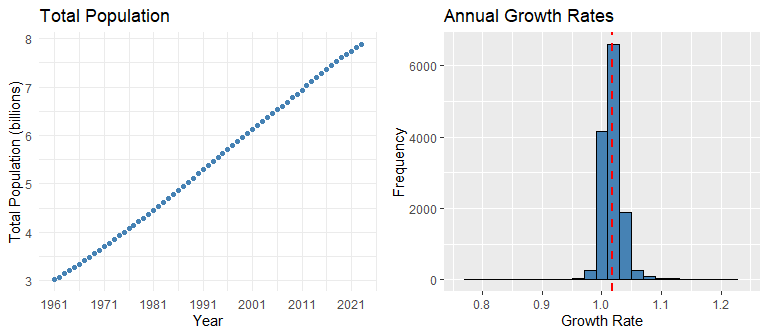 Total Population
Total Population (billions)
8
7
6
5
4
3
1961 1971 1981 1991 2001 2011 2021
Year
Annual Growth Rates
Frequency
6000
4000
2000
0
0.8 0.9 1.0 1.1 1.2
Growth Rate